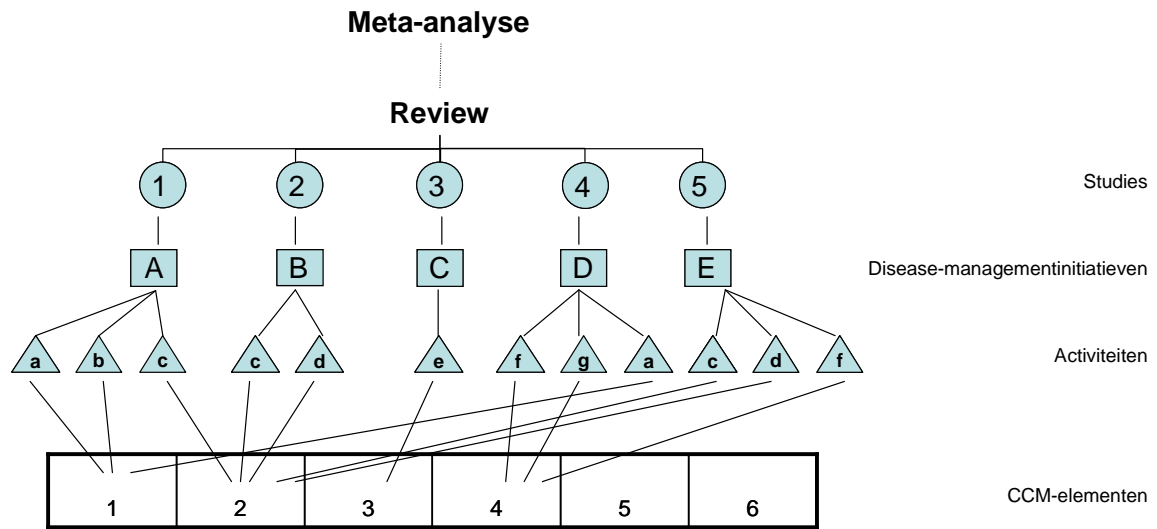 Meta-analyse
Review
1 2 3 4 5 Studies
A B C D E Disease-managementinitiatieven
a b c c d e f g a c d f Activiteiten
1 2 3 4 5 6 CCM-elementen